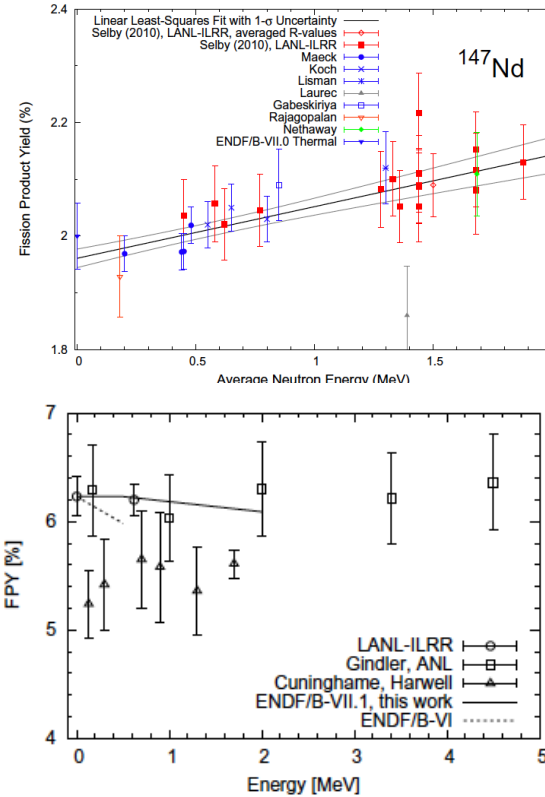 Linear Least-Squares Fit with 1-σ Uncertainty
Selby (2010), LANL-ILRR, averaged R-values
Selby (2010), LANL-ILRR
Maeck
Koch
Lisman
Laurec
Gabeskiriya
Rajagopalan
Nethaway
ENDF/B-VII.0 Thermal
147Nd
Fission Product Yield (%)
2.4
2.2
2
1.8
0
0.5
1
1.5
Average Neutron Energy (MeV)
7
6
5
4
FPY [%]
LANL-ILRR
Gindler, ANL
Cuninghame, Harwell
ENDF/B-VII.1, this work
ENDF/B-VI
0
1
2
3
4
5
Energy [MeV]